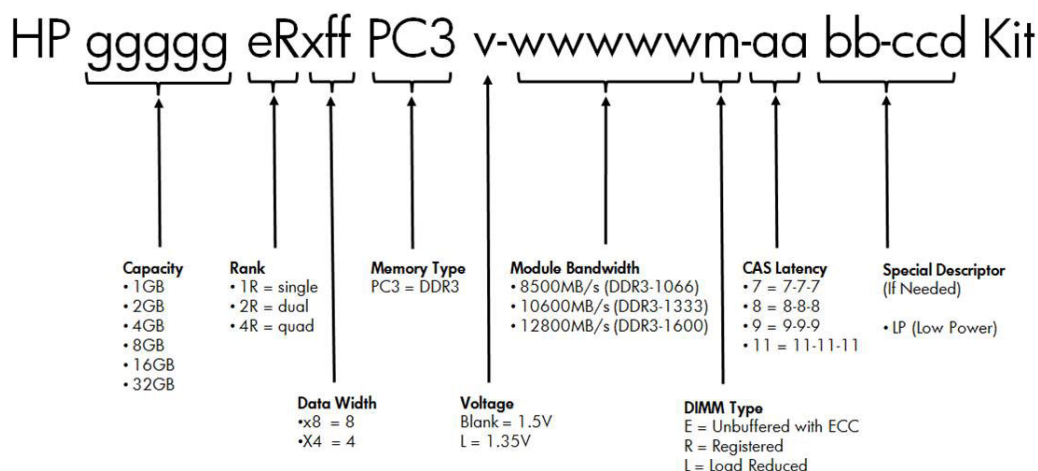 HP ggggg eRxff PC3 v-wwwwwm-aa bb-ccd Kit
Capacity
• 1GB
• 2GB
• 4GB
• 8GB
• 16GB
• 32GB
Rank
• 1R = single
• 2R = dual
• 4R = quad
Memory Type
PC3 = DDR3
Module Bandwidth
• 8500MB/s (DDR3-1066)
• 10600MB/s (DDR3-1333)
• 12800MB/s (DDR3-1600)
CAS Latency
• 7 = 7-7-7
• 8 = 8-8-8
• 9 = 9-9-9
• 11 = 11-11-11
Special Descriptor
(If Needed)
• LP (Low Power)
Data Width
•x8 = 8
•X4 = 4
Voltage
Blank = 1.5V
L = 1.35V
DIMM Type
E = Unbuffered with ECC
R = Registered
L = Load Reduced